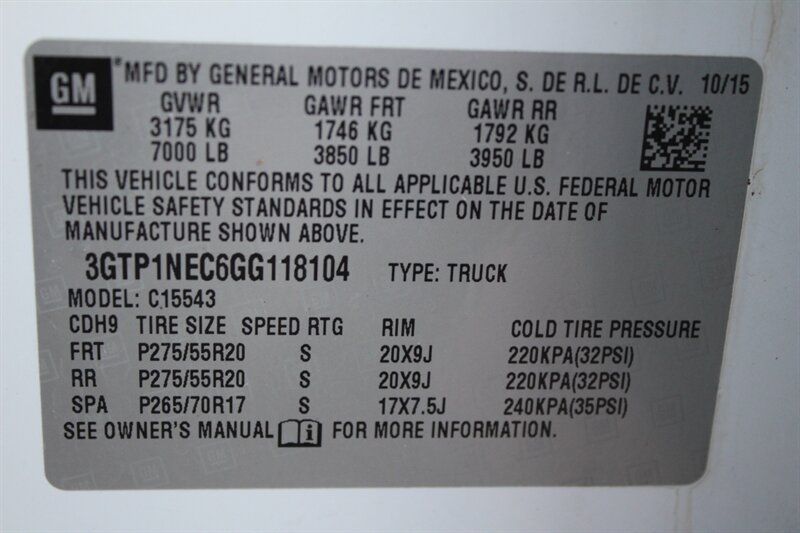 GM ® MFD BY GENERAL MOTORS DE MEXICO, S. DE R.L. DE C.V. 10/15
GVWR GAWR FRT GAWR RR
3175 KG 1746 KG 1792 KG
7000 LB 3850 LB 3950 LB
THIS VEHICLE CONFORMS TO ALL APPLICABLE U.S. FEDERAL MOTOR
VEHICLE SAFETY STANDARDS IN EFFECT ON THE DATE OF
MANUFACTURE SHOWN ABOVE.
3GTP1NEC6GG118104 TYPE: TRUCK
MODEL: C15543
CDH9 TIRE SIZE SPEED RTG RIM COLD TIRE PRESSURE
FRT P275/55R20 S 20X9J 220KPA(32PSI)
RR P275/55R20 S 20X9J 220KPA(32PSI)
SPA P265/70R17 S 17X7.5J 240KPA(35PSI)
SEE OWNER'S MANUAL i FOR MORE INFORMATION.